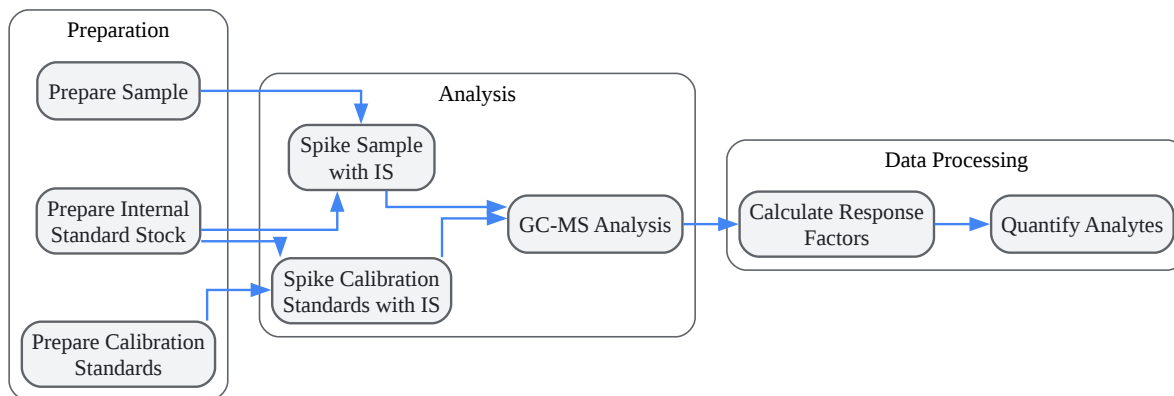 Preparation
Prepare Sample
Prepare Internal
Standard Stock
Prepare Calibration
Standards
Analysis
Spike Sample
with IS
Spike Calibration
Standards with IS
GC-MS Analysis
Data Processing
Calculate Response
Factors
Quantify Analytes